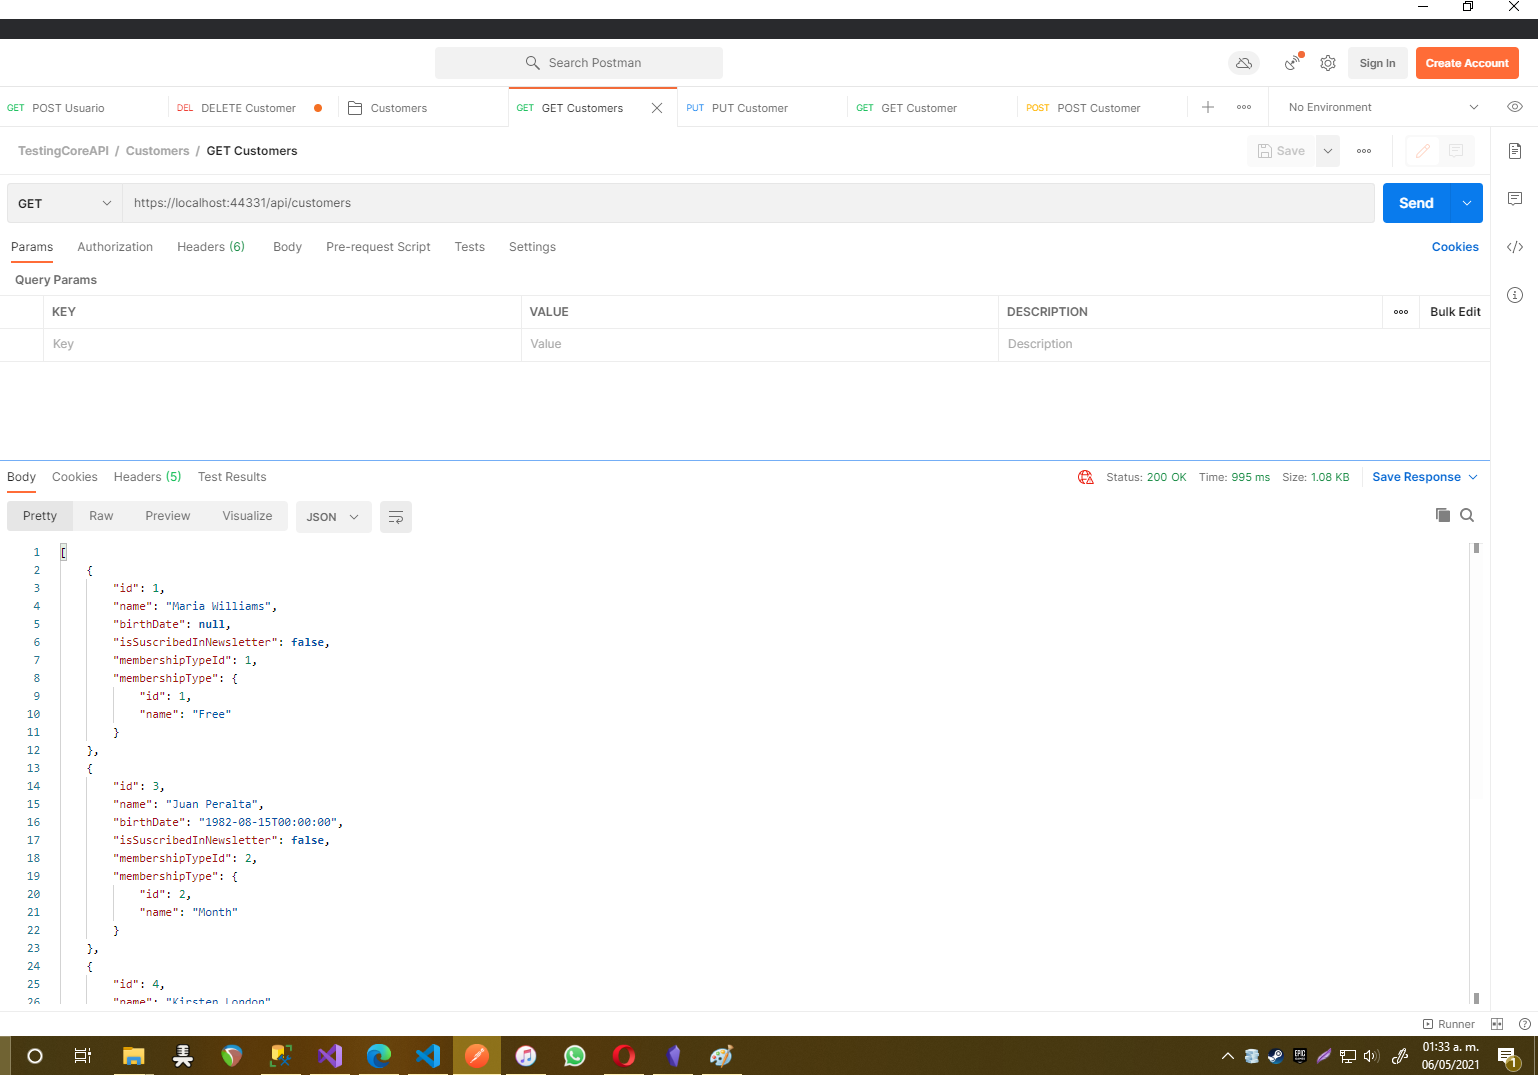 Search Postman
Sign In
Create Account
GET POST Usuario
DEL DELETE Customer
Customers
GET GET Customers
PUT PUT Customer
GET GET Customer
POST POST Customer
No Environment
TestingCoreAPI / Customers / GET Customers
Save
GET
https://localhost:44331/api/customers
Send
Params Authorization Headers (6) Body Pre-request Script Tests Settings
Cookies
Query Params
KEY VALUE DESCRIPTION
Bulk Edit
Key Value Description
Body Cookies Headers (5) Test Results
Status: 200 OK Time: 995 ms Size: 1.08 KB Save Response
Pretty Raw Preview Visualize JSON
1 [
2 {
3 "id": 1,
4 "name": "Maria Williams",
5 "birthDate": null,
6 "isSuscribedInNewsletter": false,
7 "membershipTypeId": 1,
8 "membershipType": {
9 "id": 1,
10 "name": "Free"
11 }
12 },
13 {
14 "id": 3,
15 "name": "Juan Peralta",
16 "birthDate": "1982-08-15T00:00:00",
17 "isSuscribedInNewsletter": false,
18 "membershipTypeId": 2,
19 "membershipType": {
20 "id": 2,
21 "name": "Month"
22 }
23 },
24 {
25 "id": 4,
26 "name": "Kirsten London"
Runner
01:33 a. m.
06/05/2021
1